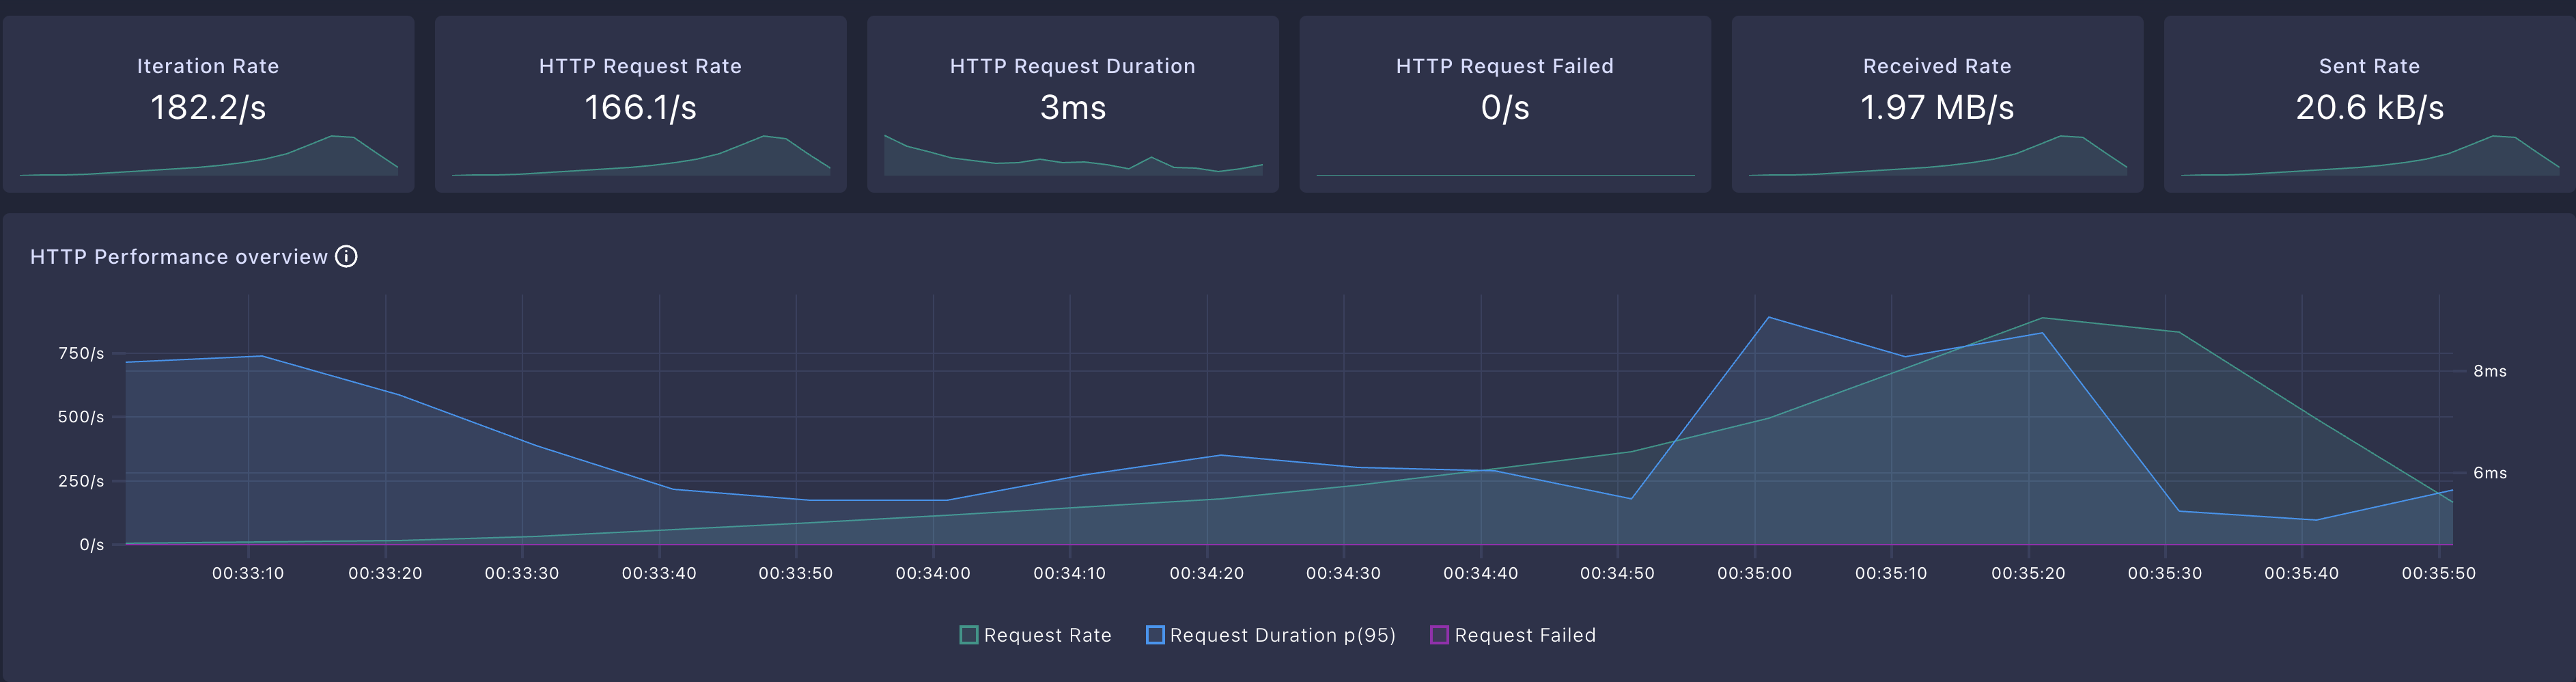 Iteration Rate
182.2/s
HTTP Request Rate
166.1/s
HTTP Request Duration
3ms
HTTP Request Failed
0/s
Received Rate
1.97 MB/s
Sent Rate
20.6 kB/s
HTTP Performance overview
750/s
500/s
250/s
0/s
8ms
6ms
00:33:10 00:33:20 00:33:30 00:33:40 00:33:50 00:34:00 00:34:10 00:34:20 00:34:30 00:34:40 00:34:50 00:35:00 00:35:10 00:35:20 00:35:30 00:35:40 00:35:50
Request Rate Request Duration p(95) Request Failed